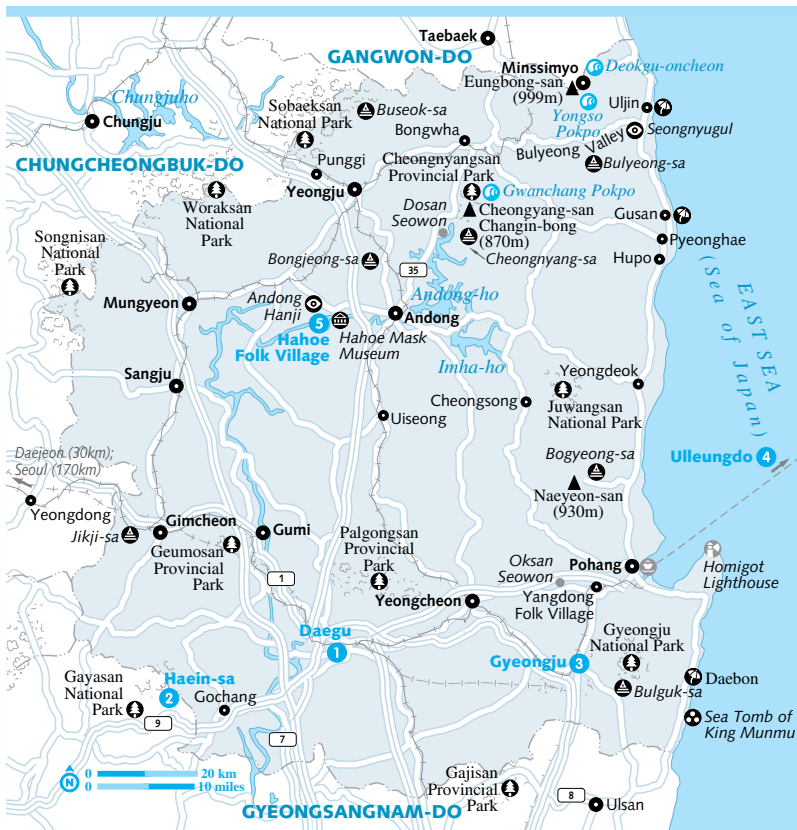 Taebaek
GANGWON-DO
Minssimyo
Deokgu-oncheon
Eungbong-san
(999m)
Chungjuho
Sobaeksan
National
Park
Buseok-sa
Yongso
Pokpo
Uljin
Chungju
Bongwha
Bulyeong Valley
Seongnyugul
CHUNGCHEONGBUK-DO
Punggi
Cheongnyangsan
Provincial Park
Bulyeong-sa
Yeongju
Gwanchang Pokpo
Woraksan
National
Park
Dosan
Seowon
Cheongyang-san
Changin-bong
(870m)
Gusan
Songnisan
National
Park
Pyeonghae
Bongjeong-sa
Cheongnyang-sa
Hupo
35
EAST SEA
(Sea of Japan)
Mungyeon
Andong
Hanji
Andong-ho
5
Andong
Hahoe
Folk Village
Hahoe Mask
Museum
Imha-ho
Sangju
Yeongdeok
Cheongsong
Juwangsan
National Park
Uiseong
Daejeon (30km);
Seoul (170km)
Bogyeong-sa
Ulleungdo 4
Naeyeon-san
(930m)
Yeongdong
Jikji-sa
Gimcheon
Gumi
Palgongsan
Provincial
Park
Geumosan
Provincial
Park
Oksan
Seowon
Pohang
Homigot
Lighthouse
1
Yeongcheon
Yangdong
Folk Village
Daegu
1
Gyeongju
National
Park
Gyeongju 3
Gayasan
National
Park
Haein-sa
2
Daebon
Gochang
Bulguk-sa
9
Sea Tomb of
King Munmu
7
0 20 km
0 10 miles
N
Gajisan
Provincial
Park
8
Ulsan
GYEONGSANGNAM-DO